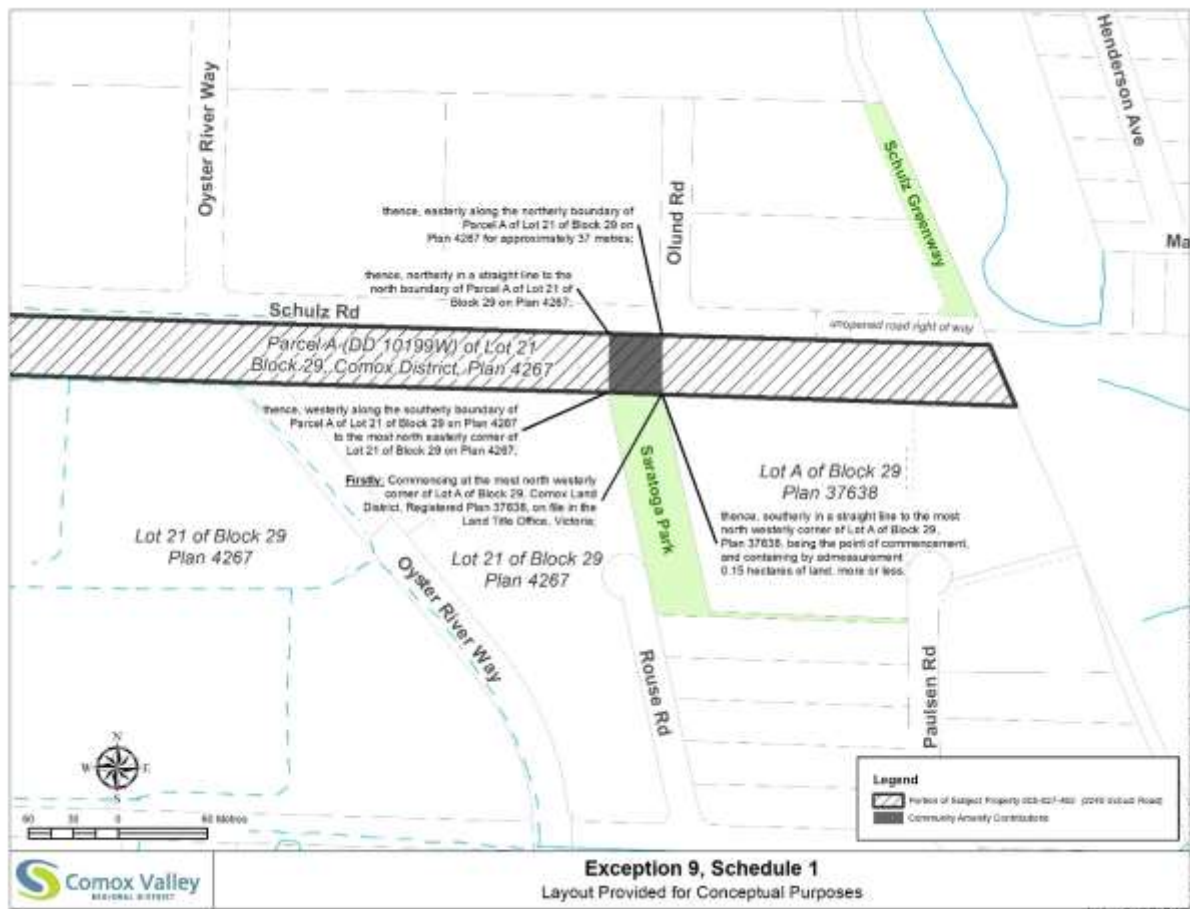 Oyster River Way
Henderson Ave
Schulz Greenway
Olund Rd
Ma
thence, easterly along the northerly boundary of
Parcel A of Lot 21 of Block 29 on
Plan 4267 for approximately 37 metres;
thence, northerly in a straight line to the
north boundary of Parcel A of Lot 21 of
Block 29 on Plan 4267;
Schulz Rd
unopened road right of way
Parcel A (DD 10199W) of Lot 21
Block 29, Comox District, Plan 4267
thence, westerly along the southerly boundary of
Parcel A of Lot 21 of Block 29 on Plan 4267
to the most north easterly corner of
Lot 21 of Block 29 on Plan 4267;
Firstly: Commencing at the most north westerly
corner of Lot A of Block 29, Comox Land
District, Registered Plan 37638, on file in the
Land Title Office, Victoria;
Saratoga Park
Lot A of Block 29
Plan 37638
thence, southerly in a straight line to the most
north westerly corner of Lot A of Block 29,
Plan 37638, being the point of commencement,
and containing by admeasurement
0.15 hectares of land, more or less.
Lot 21 of Block 29
Plan 4267
Lot 21 of Block 29
Plan 4267
Oyster River Way
Rouse Rd
Paulsen Rd
N
W E
S
60 30 0 60 Metres
Legend
Portion of Subject Property
Community Amenity Contributions
Comox Valley
REGIONAL DISTRICT
Exception 9, Schedule 1
Layout Provided for Conceptual Purposes